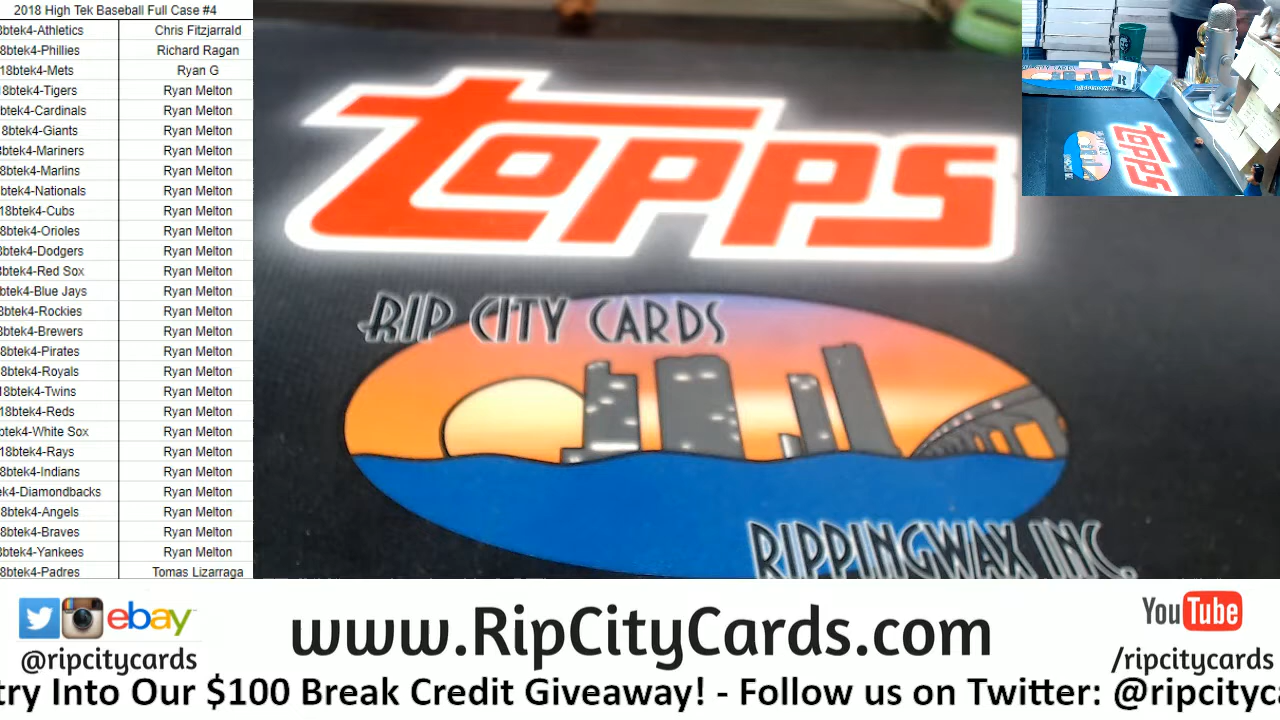 2018 High Tek Baseball Full Case #4
8btek4-Athletics Chris Fitzjarrald
8btek4-Phillies Richard Ragan
18btek4-Mets Ryan G
8btek4-Tigers Ryan Melton
btek4-Cardinals Ryan Melton
8btek4-Giants Ryan Melton
btek4-Mariners Ryan Melton
8btek4-Marlins Ryan Melton
btek4-Nationals Ryan Melton
18btek4-Cubs Ryan Melton
8btek4-Orioles Ryan Melton
btek4-Dodgers Ryan Melton
btek4-Red Sox Ryan Melton
btek4-Blue Jays Ryan Melton
8btek4-Rockies Ryan Melton
8btek4-Brewers Ryan Melton
8btek4-Pirates Ryan Melton
8btek4-Royals Ryan Melton
18btek4-Twins Ryan Melton
18btek4-Reds Ryan Melton
btek4-White Sox Ryan Melton
18btek4-Rays Ryan Melton
8btek4-Indians Ryan Melton
ek4-Diamondbacks Ryan Melton
8btek4-Angels Ryan Melton
8btek4-Braves Ryan Melton
8btek4-Yankees Ryan Melton
8btek4-Padres Tomas Lizarraga
Topps
RIP CITY CARDS
RIPPINGWAX INC.
R
Topps
ebay
@ripcitycards
www.RipCityCards.com
YouTube
/ripcitycards
try Into Our $100 Break Credit Giveaway! - Follow us on Twitter: @ripcityca